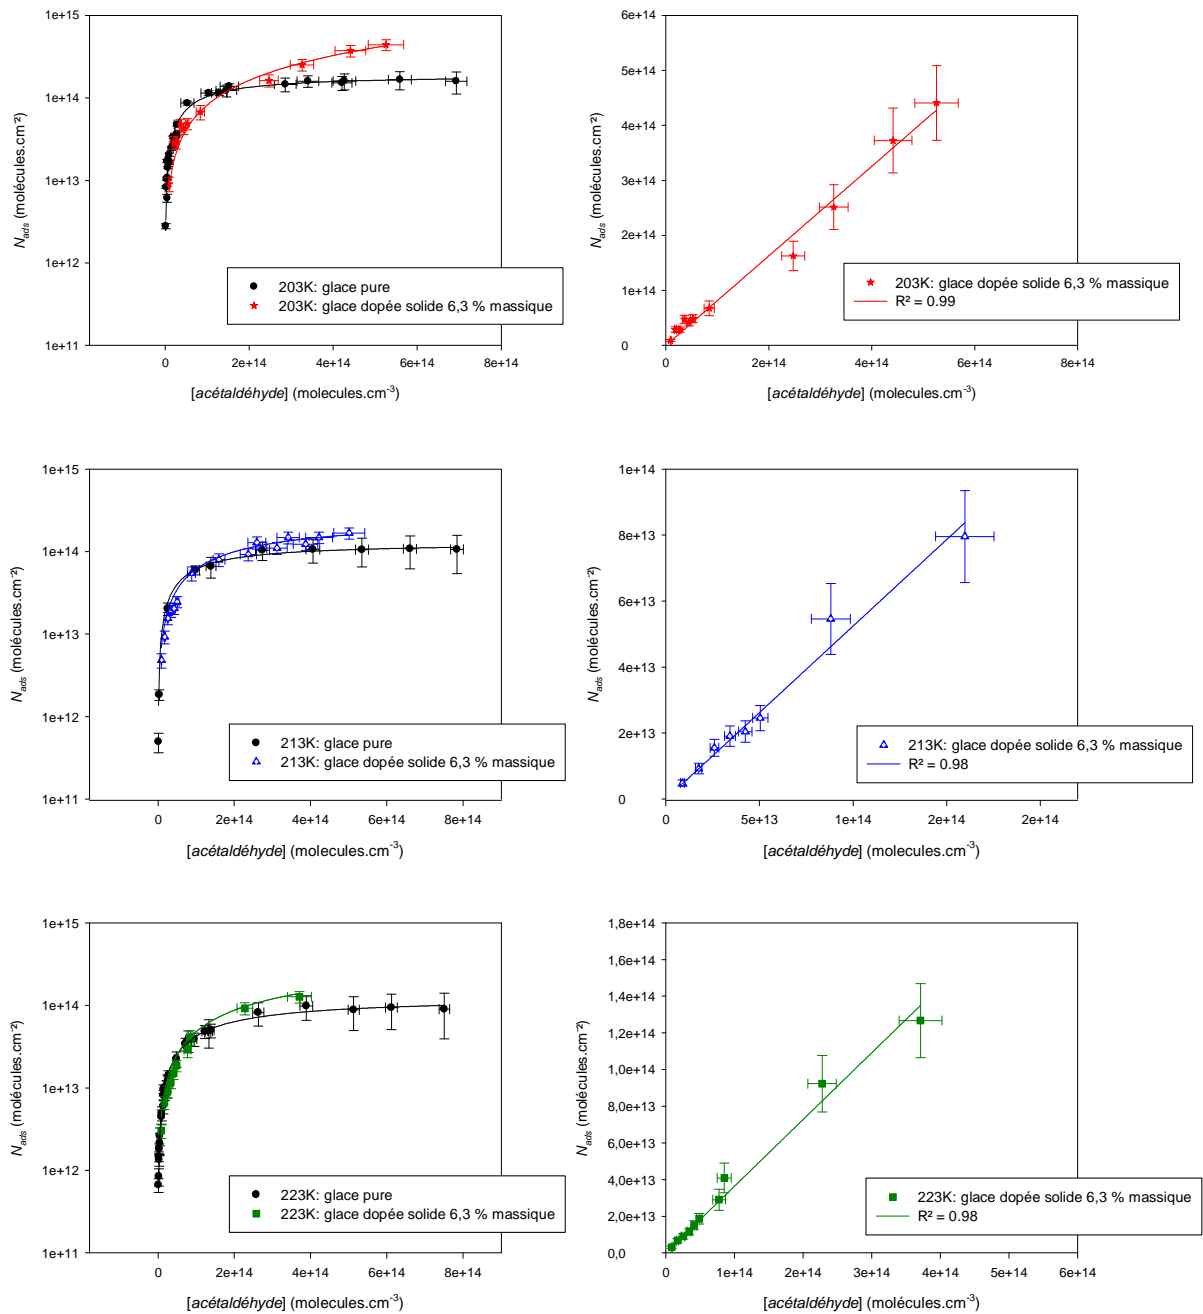 1e+15
1e+14
1e+13
1e+12
1e+11
N_ads (molécules.cm⁻²)
203K: glace pure
203K: glace dopée solide 6,3 % massique
0 2e+14 4e+14 6e+14 8e+14
[acétaldéhyde] (molecules.cm⁻³)
6e+14
5e+14
4e+14
3e+14
2e+14
1e+14
0
N_ads (molécules.cm⁻²)
203K: glace dopée solide 6,3 % massique
R² = 0.99
2e+14 4e+14 6e+14 8e+14
[acétaldéhyde] (molecules.cm⁻³)
1e+15
1e+14
1e+13
1e+12
1e+11
N_ads (molécules.cm⁻²)
213K: glace pure
213K: glace dopée solide 6,3 % massique
0 2e+14 4e+14 6e+14 8e+14
[acétaldéhyde] (molecules.cm⁻³)
1e+14
8e+13
6e+13
4e+13
2e+13
0
N_ads (molécules.cm⁻²)
213K: glace dopée solide 6,3 % massique
R² = 0.98
0 5e+13 1e+14 2e+14 2e+14
[acétaldéhyde] (molecules.cm⁻³)
1e+15
1e+14
1e+13
1e+12
1e+11
N_ads (molécules.cm⁻²)
223K: glace pure
223K: glace dopée solide 6,3 % massique
0 2e+14 4e+14 6e+14 8e+14
[acétaldéhyde] (molecules.cm⁻³)
1,8e+14
1,6e+14
1,4e+14
1,2e+14
1,0e+14
8,0e+13
6,0e+13
4,0e+13
2,0e+13
0,0
N_ads (molécules.cm⁻²)
223K: glace dopée solide 6,3 % massique
R² = 0.98
0 1e+14 2e+14 3e+14 4e+14 5e+14 6e+14
[acétaldéhyde] (molecules.cm⁻³)